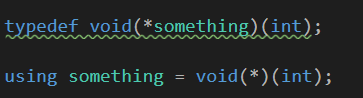 typedef void(*something)(int);
using something = void(*)(int);